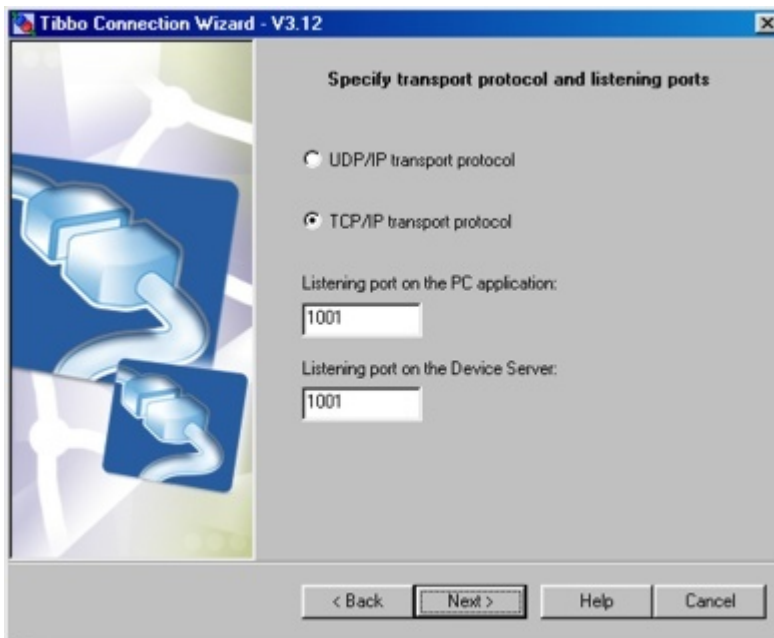 Tibbo Connection Wizard - V3.12
Specify transport protocol and listening ports
UDP/IP transport protocol
TCP/IP transport protocol
Listening port on the PC application:
1001
Listening port on the Device Server:
1001
< Back Next > Help Cancel